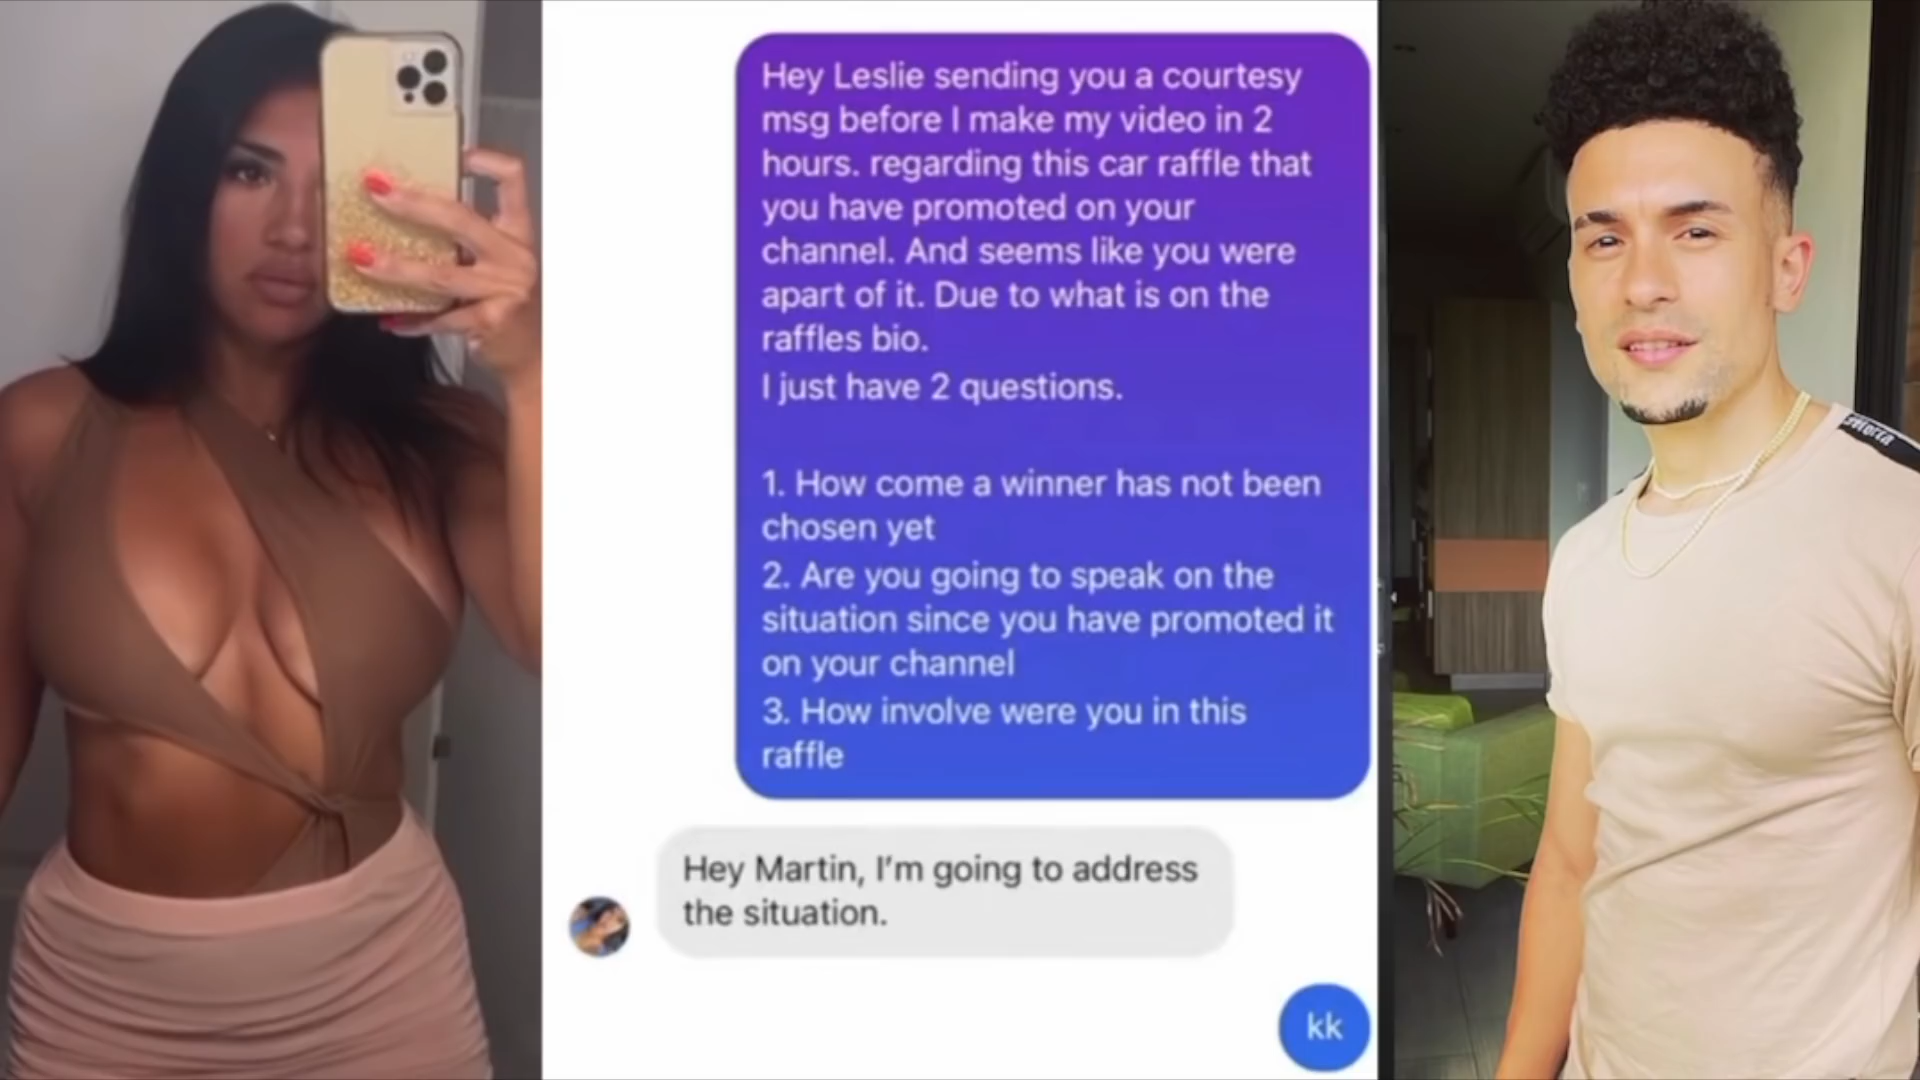 Hey Leslie sending you a courtesy
msg before I make my video in 2
hours. regarding this car raffle that
you have promoted on your
channel. And seems like you were
apart of it. Due to what is on the
raffles bio.
I just have 2 questions.
1. How come a winner has not been
chosen yet
2. Are you going to speak on the
situation since you have promoted it
on your channel
3. How involve were you in this
raffle
Hey Martin, I'm going to address
the situation.
kk